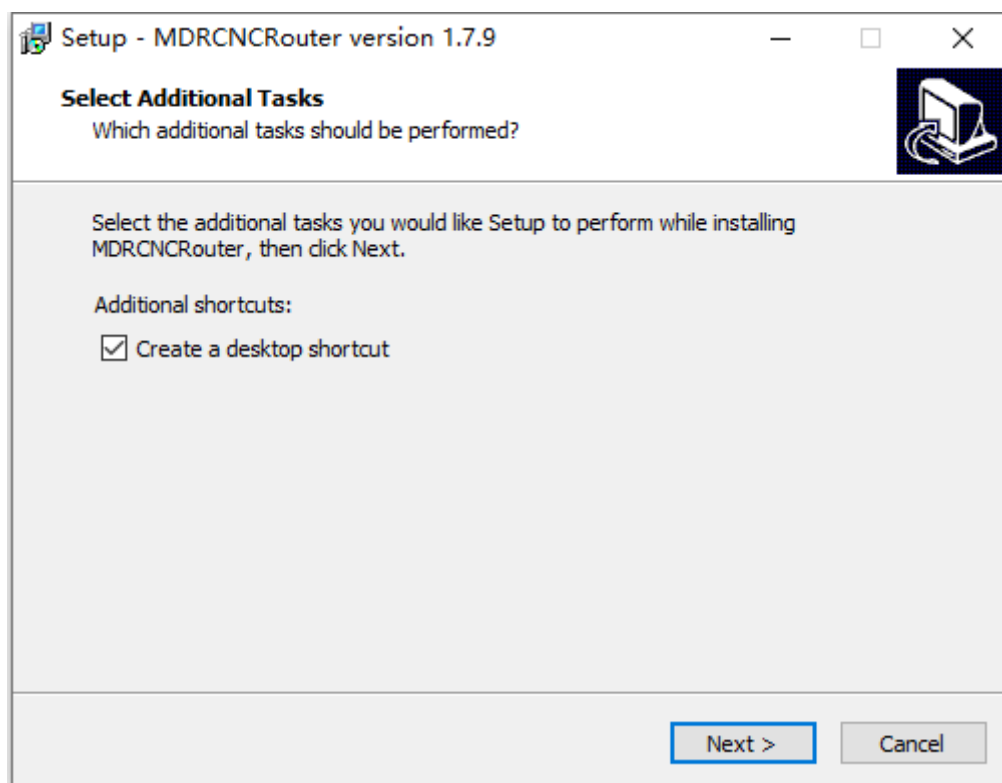 Setup - MDRCNCRouter version 1.7.9
Select Additional Tasks
Which additional tasks should be performed?
Select the additional tasks you would like Setup to perform while installing
MDRCNCRouter, then click Next.
Additional shortcuts:
Create a desktop shortcut
Next >
Cancel